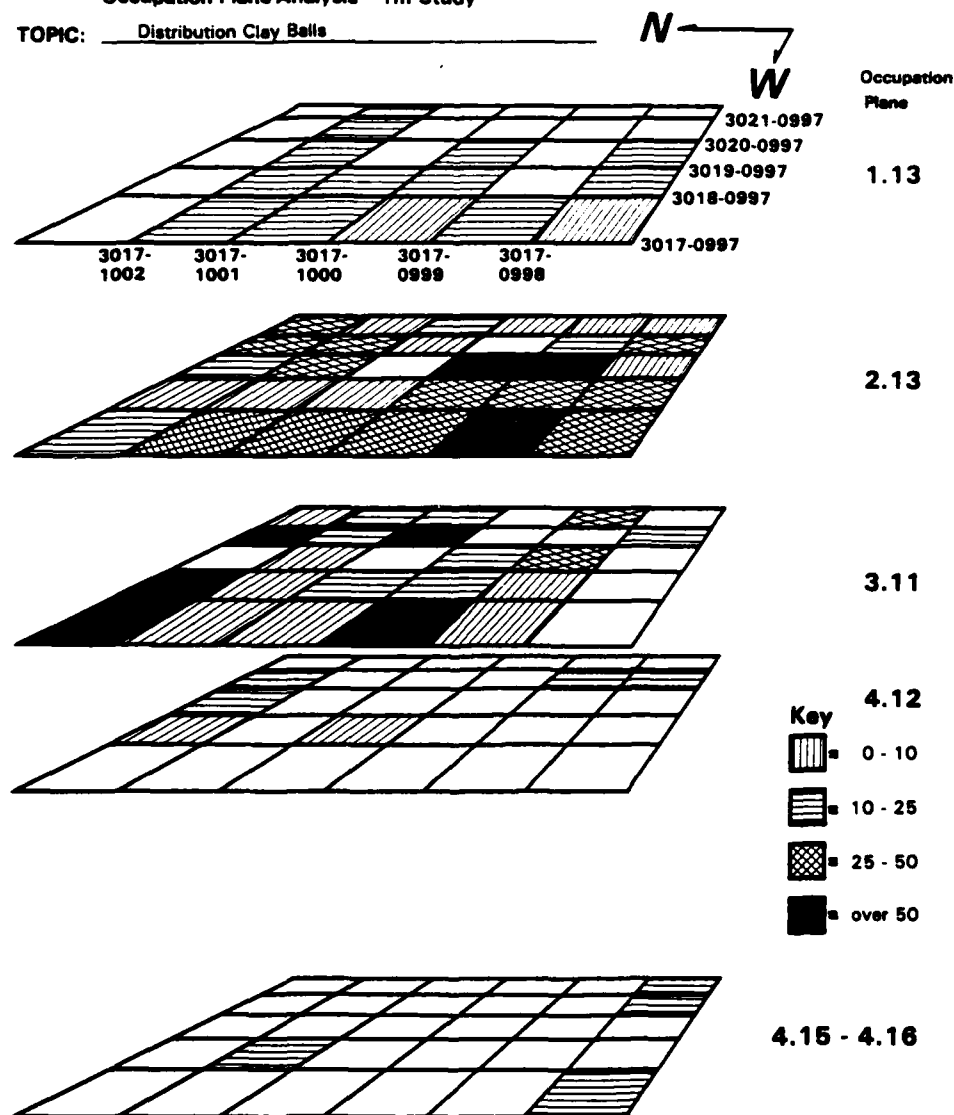 Occupation Plane Analysis
Study
TOPIC: Distribution Clay Balls
N
W
Occupation
Plane
3021-0997
3020-0997
3019-0997
3018-0997
3017-0997
1.13
3017-
1002
3017-
1001
3017-
1000
3017-
0999
3017-
0998
2.13
3.11
4.12
Key
= 0 - 10
= 10 - 25
= 25 - 50
= over 50
4.15 - 4.16